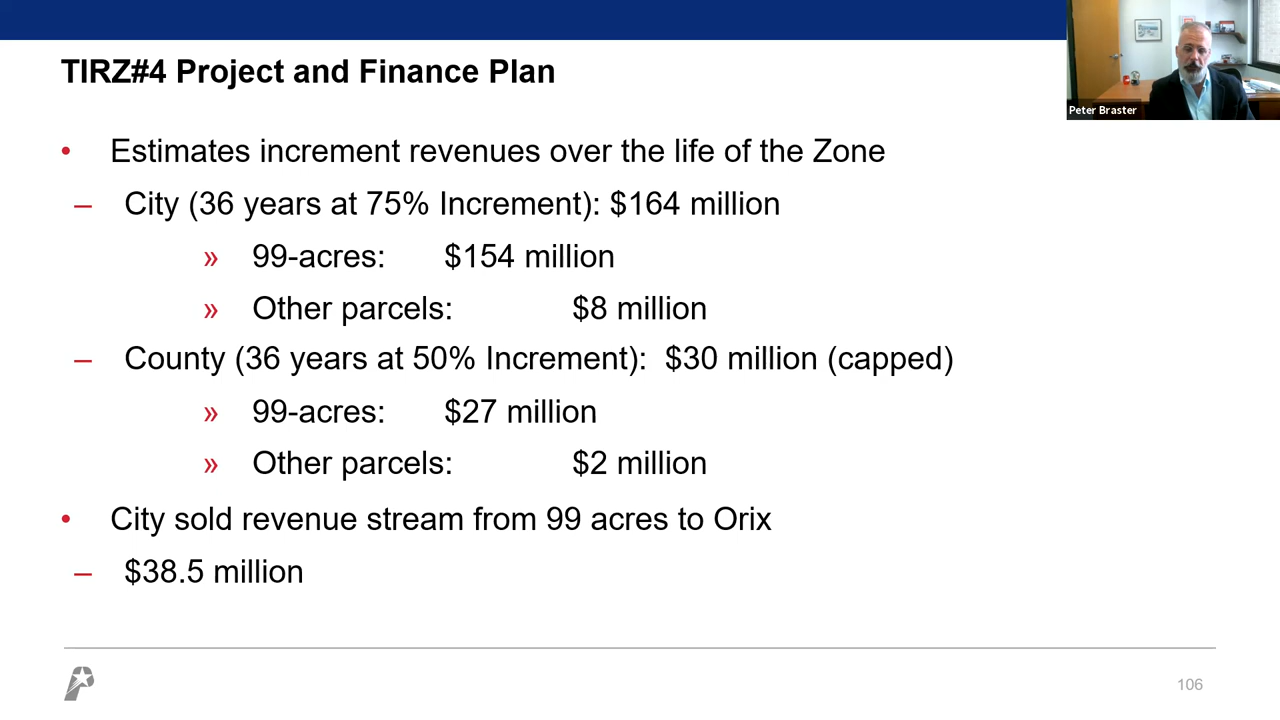 TIRZ#4 Project and Finance Plan
Peter Braster
• Estimates increment revenues over the life of the Zone
– City (36 years at 75% Increment): $164 million
» 99-acres: $154 million
» Other parcels: $8 million
– County (36 years at 50% Increment): $30 million (capped)
» 99-acres: $27 million
» Other parcels: $2 million
• City sold revenue stream from 99 acres to Orix
– $38.5 million
106